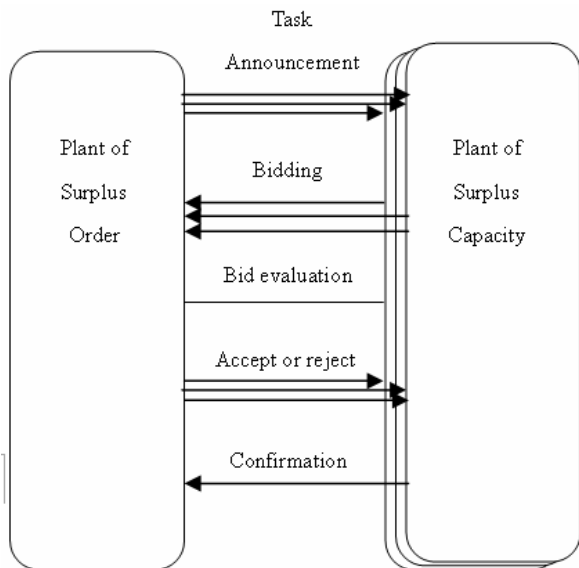 Task
Announcement
Plant of
Surplus
Order
Bidding
Plant of
Surplus
Capacity
Bid evaluation
Accept or reject
Confirmation